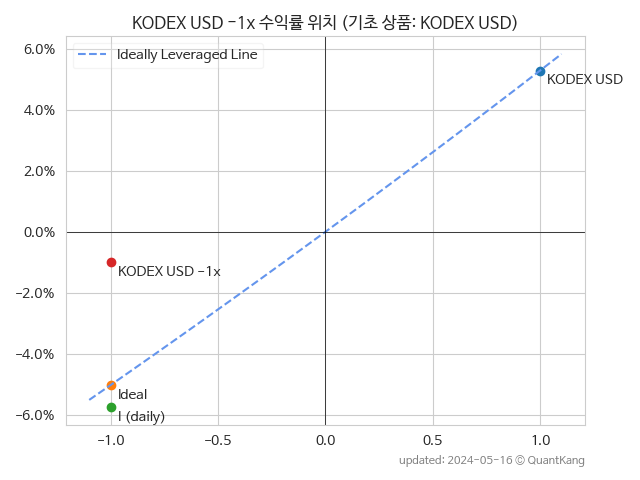 KODEX USD -1x 수익률 위치 (기초 상품: KODEX USD)
6.0%
Ideally Leveraged Line
KODEX USD
4.0%
2.0%
0.0%
KODEX USD -1x
-2.0%
-4.0%
Ideal
-6.0%
l (daily)
-1.0 -0.5 0.0 0.5 1.0
updated: 2024-05-16 © QuantKang